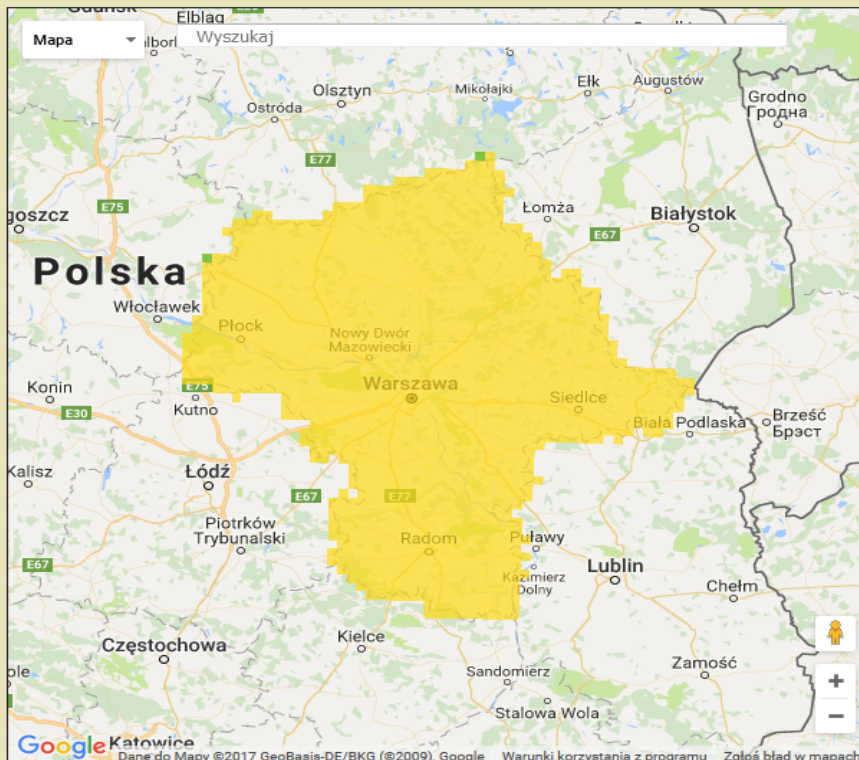 Gdańsk
Elbląg
Mapa
Wyszukaj
Olsztyn
Mikołajki
Ełk
Augustów
Ostróda
Grodno
Гродна
E77
E75
Łomża
Białystok
E67
Polska
Włocławek
Płock
Nowy Dwór
Mazowiecki
E75
Warszawa
Konin
Kutno
Siedlce
E30
Biała Podlaska
Brześć
Брэст
Kalisz
Łódź
E67
E77
Piotrków
Trybunalski
Radom
Puławy
E67
Lublin
Kazimierz
Dolny
Chełm
Kielce
Częstochowa
Zamość
Sandomierz
Stalowa Wola
Google
Katowice
Dane do Mapy ©2017 GeoBasis-DE/BKG (©2009), Google
Warunki korzystania z programu
Zgłoś błąd w mapach